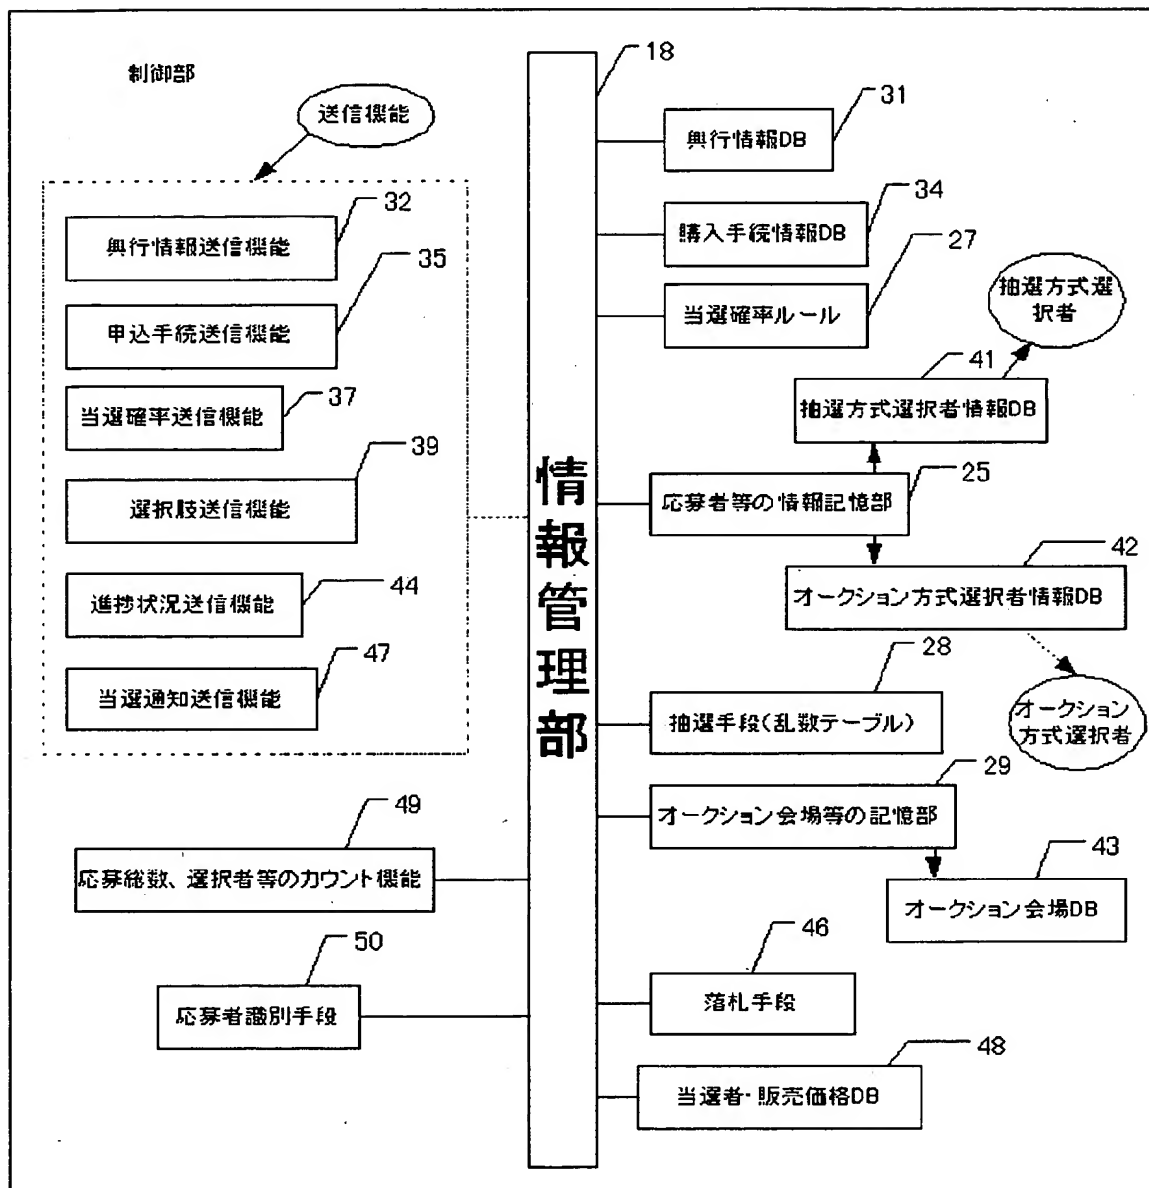 制御部
送信機能
32
興行情報送信機能
35
申込手続送信機能
37
当選確率送信機能
39
選択肢送信機能
44
進捗状況送信機能
47
当選通知送信機能
49
応募総数、選択者等のカウント機能
50
応募者識別手段
18
情報管理部
31
興行情報DB
34
購入手続情報DB
27
当選確率ルール
抽選方式選
択者
41
抽選方式選択者情報DB
25
応募者等の情報記憶部
42
オークション方式選択者情報DB
28
抽選手段(乱数テーブル)
オークション
方式選択者
29
オークション会場等の記憶部
43
オークション会場DB
46
落札手段
48
当選者・販売価格DB